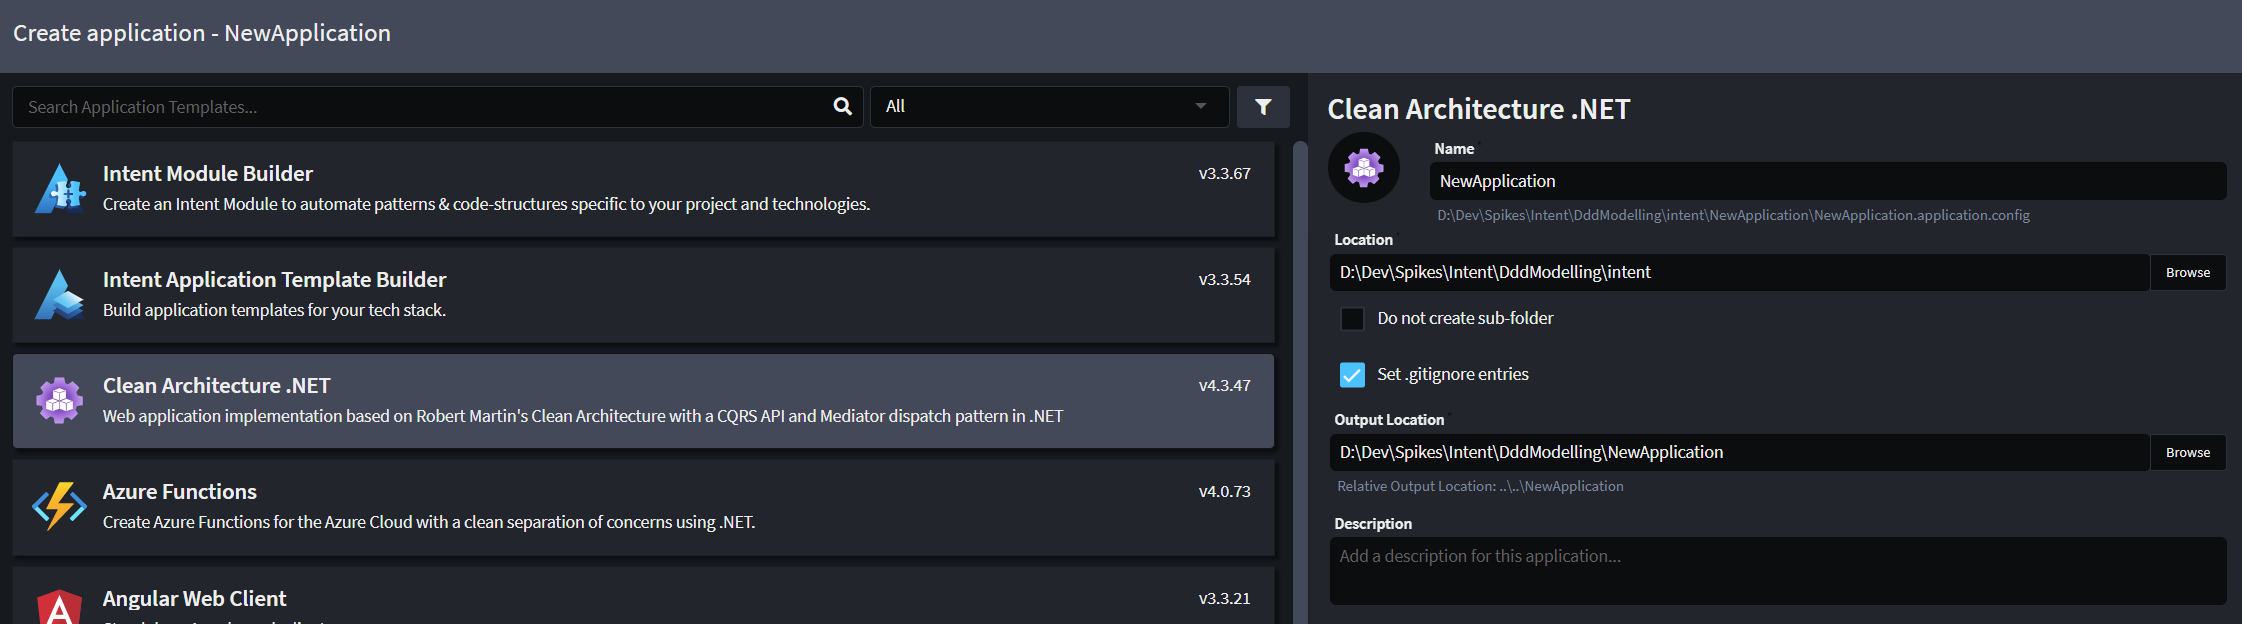 Create application - NewApplication
Search Application Templates...
All
Intent Module Builder
v3.3.67
Create an Intent Module to automate patterns & code-structures specific to your project and technologies.
Intent Application Template Builder
v3.3.54
Build application templates for your tech stack.
Clean Architecture .NET
v4.3.47
Web application implementation based on Robert Martin's Clean Architecture with a CQRS API and Mediator dispatch pattern in .NET
Azure Functions
v4.0.73
Create Azure Functions for the Azure Cloud with a clean separation of concerns using .NET.
Angular Web Client
v3.3.21
Clean Architecture .NET
Name
NewApplication
D:\Dev\Spikes\Intent\DddModelling\intent\NewApplication\NewApplication.application.config
Location
D:\Dev\Spikes\Intent\DddModelling\intent
Browse
Do not create sub-folder
Set .gitignore entries
Output Location
D:\Dev\Spikes\Intent\DddModelling\NewApplication
Browse
Relative Output Location: ..\..\NewApplication
Description
Add a description for this application...